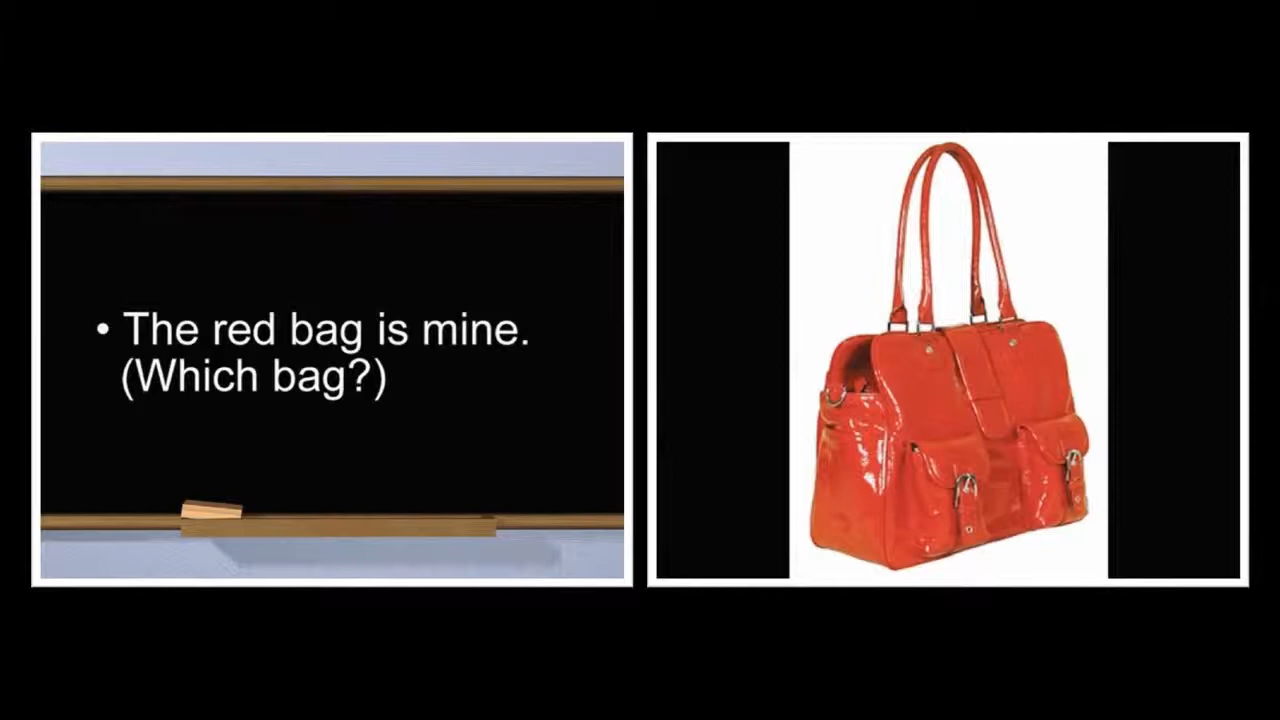 • The red bag is mine.
(Which bag?)